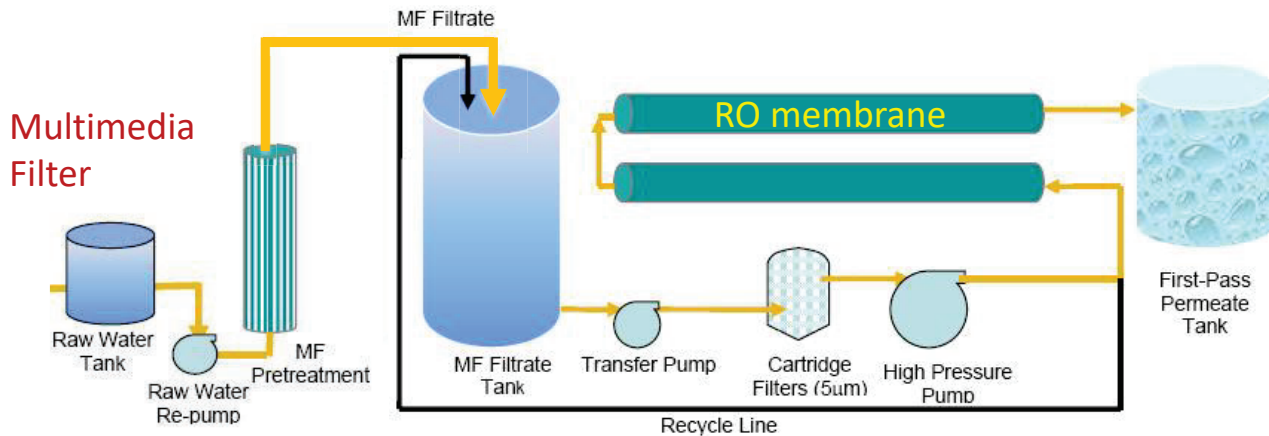 MF Filtrate
Multimedia
Filter
RO membrane
Raw Water
Tank
Raw Water
Re-pump
MF
Pretreatment
MF Filtrate
Tank
Transfer Pump
Cartridge
Filters (5µm)
High Pressure
Pump
First-Pass
Permeate
Tank
Recycle Line